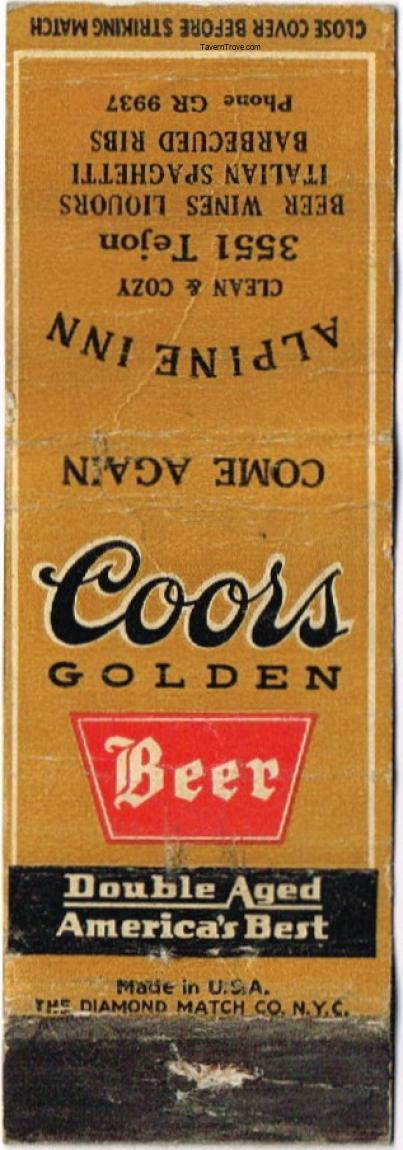 CLOSE COVER BEFORE STRIKING MATCH
TavernTrove.com
COME AGAIN
ALPINE INN
CLEAN & COZY
3551 Tejon
BEER WINES LIQUORS
ITALIAN SPAGHETTI
BARBECUED RIBS
Phone GR 9937
Coors
GOLDEN
Beer
Double Aged
America's Best
Made in U.S.A.
THE DIAMOND MATCH CO. N.Y.C.